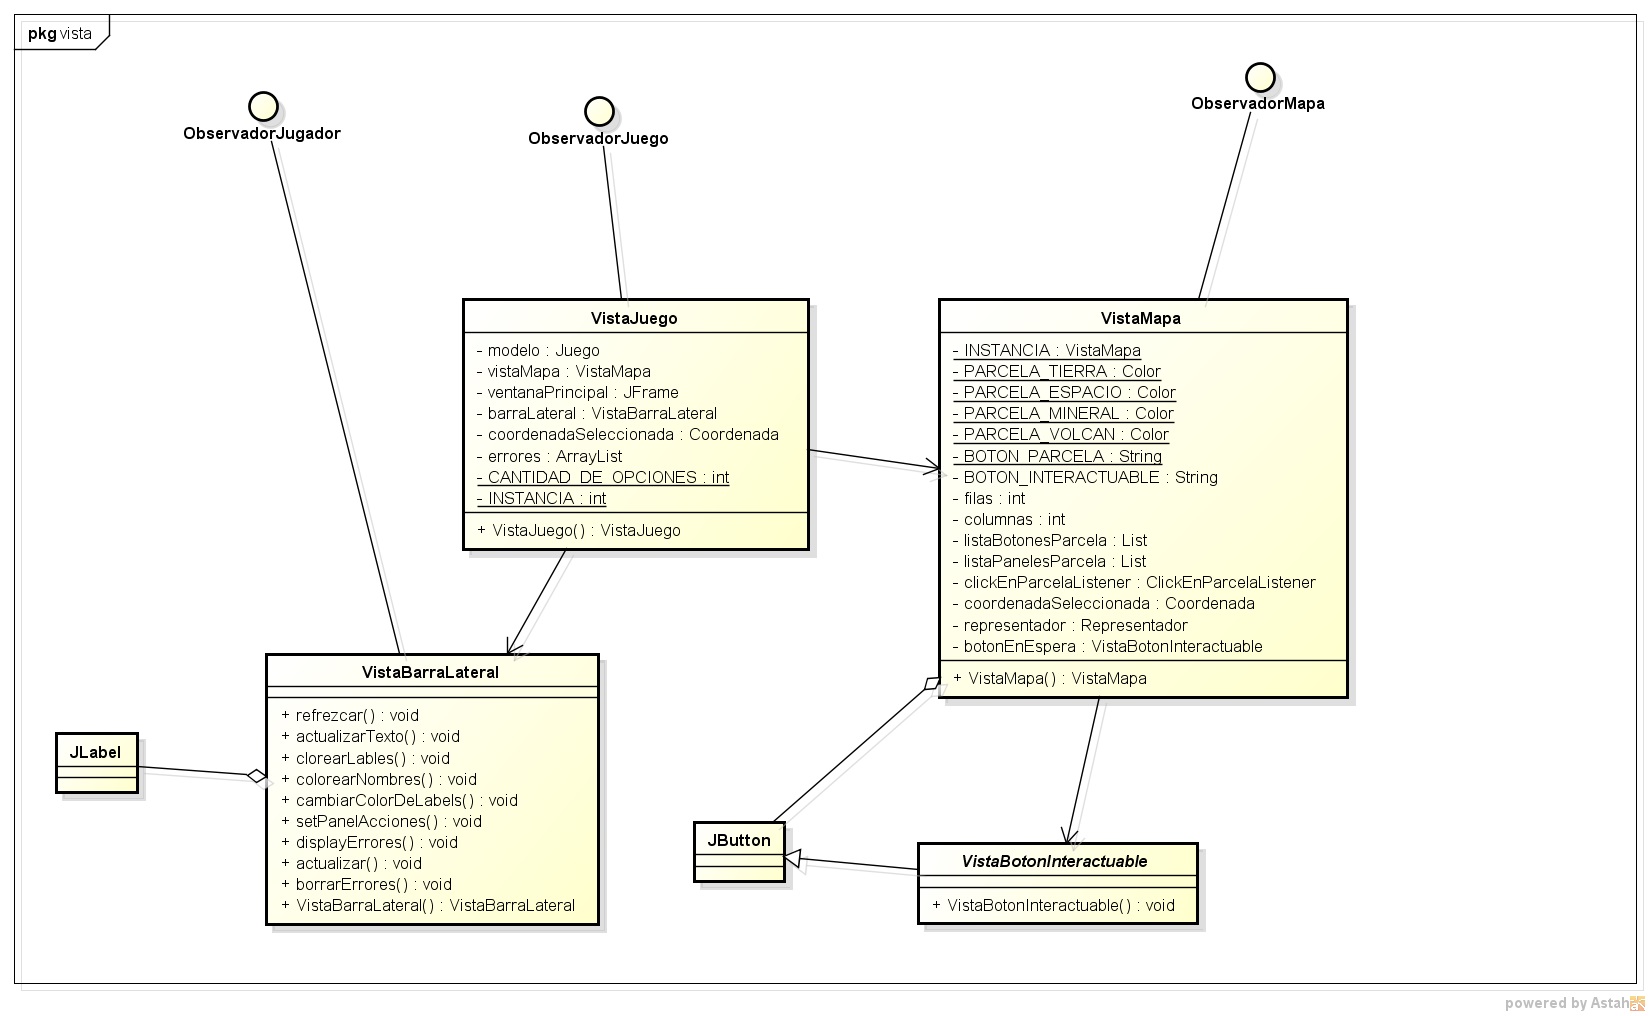 pkg vista
ObservadorJugador
ObservadorJuego
ObservadorMapa
VistaJuego
- modelo : Juego
- vistaMapa : VistaMapa
- ventanaPrincipal : JFrame
- barraLateral : VistaBarraLateral
- coordenadaSeleccionada : Coordenada
- errores : ArrayList
- CANTIDAD_DE_OPCIONES : int
- INSTANCIA : int
+ VistaJuego() : VistaJuego
VistaMapa
- INSTANCIA : VistaMapa
- PARCELA_TIERRA : Color
- PARCELA_ESPACIO : Color
- PARCELA_MINERAL : Color
- PARCELA_VOLCAN : Color
- BOTON_PARCELA : String
- BOTON_INTERACTUABLE : String
- filas : int
- columnas : int
- listaBotonesParcela : List
- listaPanelesParcela : List
- clickEnParcelaListener : ClickEnParcelaListener
- coordenadaSeleccionada : Coordenada
- representador : Representador
- botonEnEspera : VistaBotonInteractuable
+ VistaMapa() : VistaMapa
VistaBarraLateral
+ refrezcar() : void
+ actualizarTexto() : void
+ clorearLables() : void
+ colorearNombres() : void
+ cambiarColorDeLabels() : void
+ setPanelAcciones() : void
+ displayErrores() : void
+ actualizar() : void
+ borrarErrores() : void
+ VistaBarraLateral() : VistaBarraLateral
JLabel
JButton
VistaBotonInteractuable
+ VistaBotonInteractuable() : void
powered by Astah